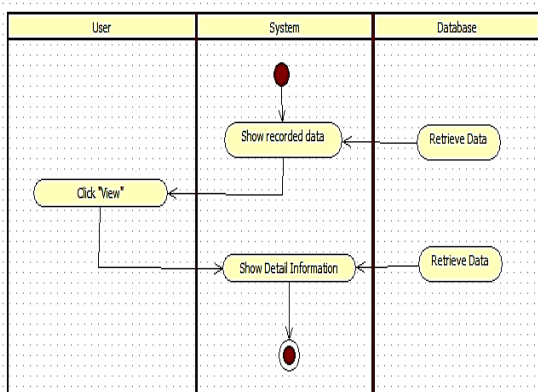 User
System
Database
Show recorded data
Retrieve Data
Click "View"
Show Detail Information
Retrieve Data